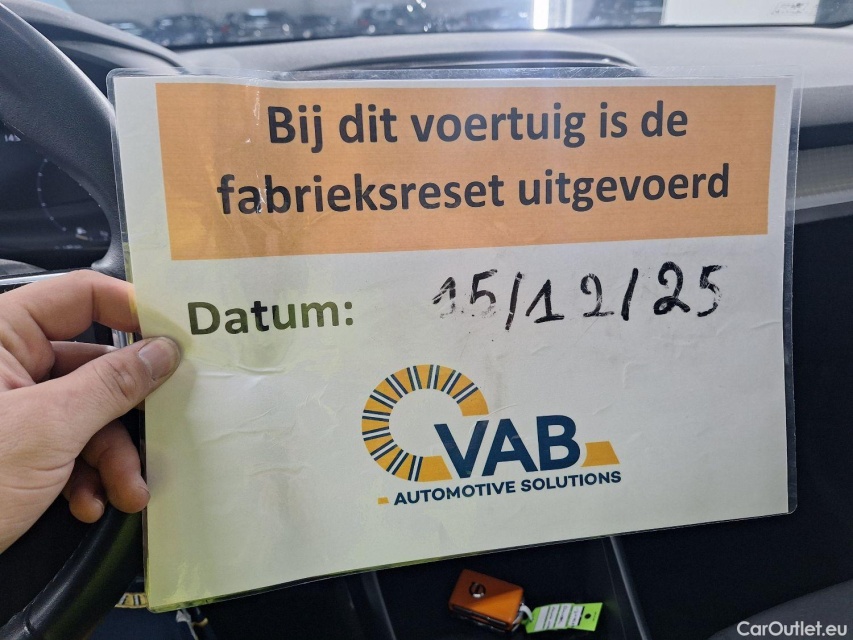 Bij dit voertuig is de
fabrieksreset uitgevoerd
Datum: 15/12/25
VAB
AUTOMOTIVE SOLUTIONS
CarOutlet.eu